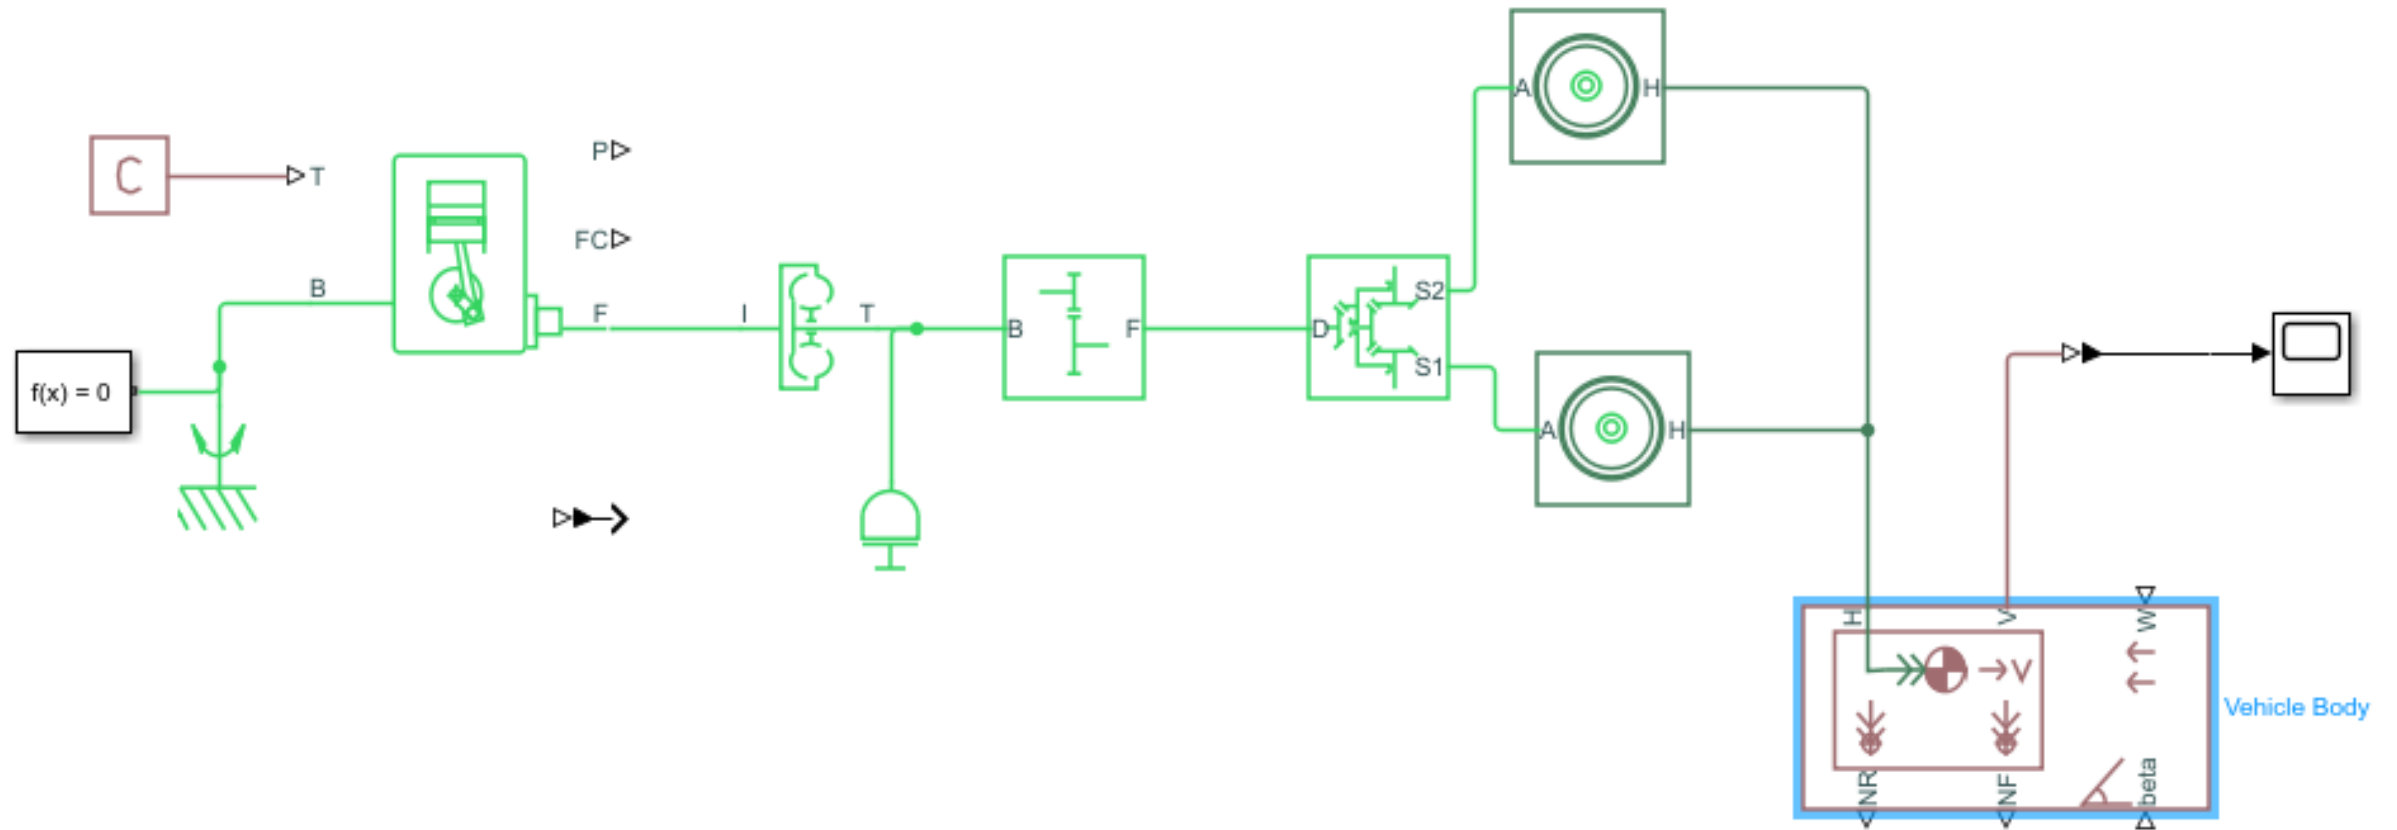 C
T
P
FC
B
F
I
T
f(x) = 0
B
F
D
S2
S1
A
H
A
H
H
V
W
V
NR
NF
beta
Vehicle Body